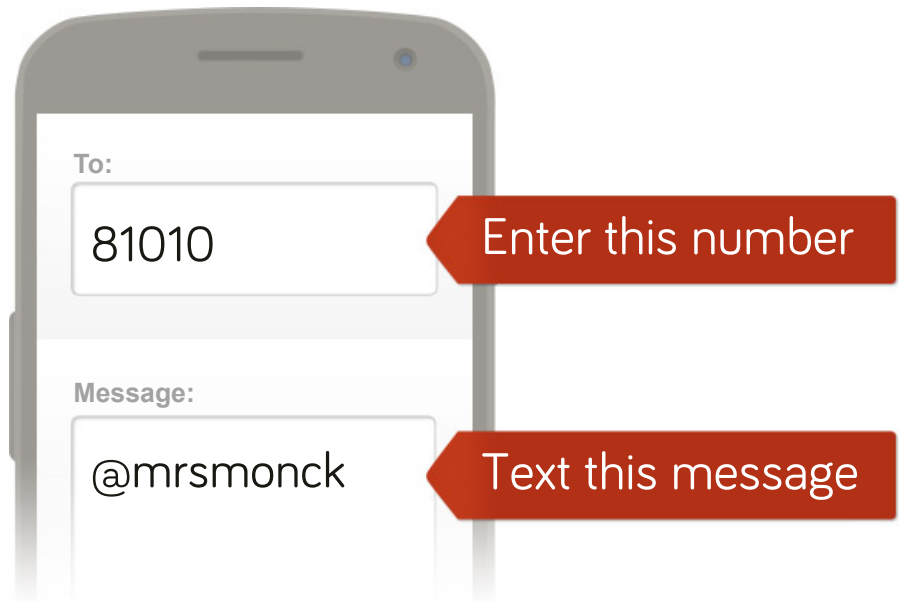 To:
81010
Enter this number
Message:
@mrsmonck
Text this message